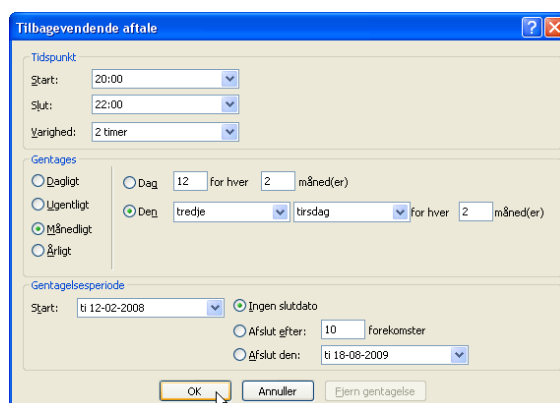 Tilbagevendende aftale
Tidspunkt
Start: 20:00
Slut: 22:00
Varighed: 2 timer
Gentages
Dagligt
Ugentligt
Månedligt
Årligt
Dag 12 for hver 2 måned(er)
Den tredje tirsdag for hver 2 måned(er)
Gentagelsesperiode
Start: ti 12-02-2008
Ingen slutdato
Afslut efter: 10 forekomster
Afslut den: ti 18-08-2009
OK Annuller Fjern gentagelse